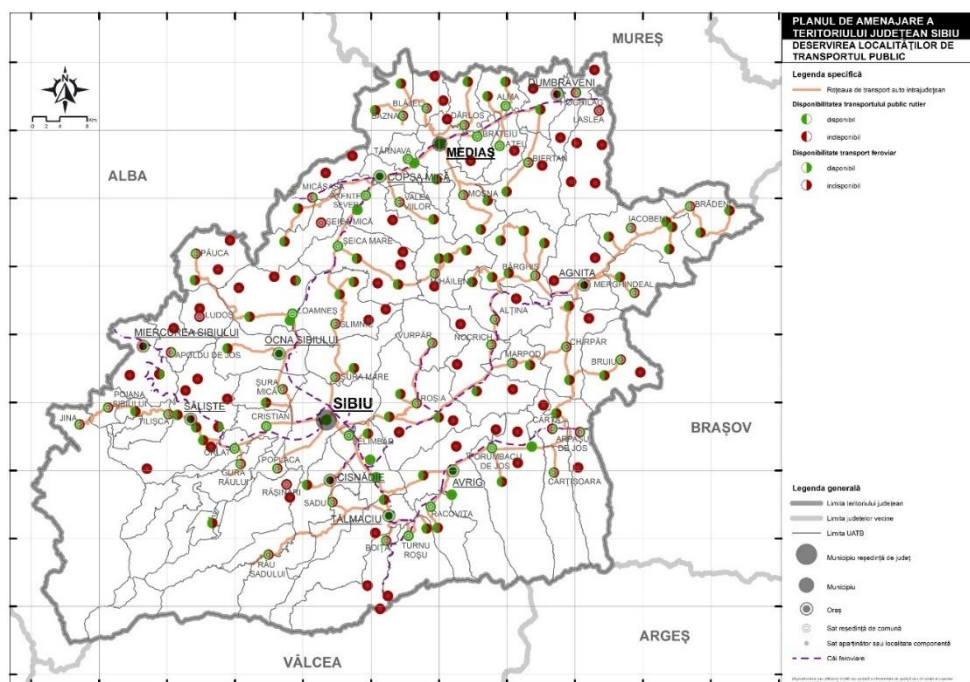 PLANUL DE AMENAJARE A
TERITORIULUI JUDEȚEAN SIBIU
DESERVIREA LOCALITĂȚILOR DE
TRANSPORTUL PUBLIC
Legenda specifică
Rețeaua de transport auto intrajudețean
Disponibilitatea transportului public rutier
disponibil
indisponibil
Disponibilitate transport feroviar
disponibil
indisponibil
MUREȘ
ALBA
BRAȘOV
ARGEȘ
VÂLCEA
N
DUMBRĂVENI
HOGHILAG
LASLEA
ALMA
BLĂJEL
BAZNA
DÂRLOS
BRATEIU
AȚEL
MEDIAȘ
BIERTAN
TÂRNAVA
COPȘA MICĂ
MICĂSASA
AXENTE
SEVER
VALEA
VIILOR
MOȘNA
ȘEICA MICĂ
ȘEICA MARE
BRĂDENI
IACOBENI
PĂUCA
BÂRGHIȘ
AGNITA
MERGHINDEAL
LUDOȘ
LOAMNEȘ
SLIMNIC
ALȚINA
MIERCUREA SIBIULUI
OCNA SIBIULUI
APOLDU DE JOS
VURPĂR
NOCRICH
CHIRPĂR
MARPOD
BRUIU
ȘURA
MICĂ
ȘURA MARE
ROȘIA
POIANA
SIBIULUI
JINA
TILIȘCA
SĂLIȘTE
CRISTIAN
SIBIU
ȘELIMBĂR
CÂRȚA
ARPAȘU
DE JOS
PORUMBACU
DE JOS
CÂRȚIȘOARA
ORLAT
GURA
RÂULUI
POPLACA
RĂȘINARI
CISNĂDIE
AVRIG
SADU
TĂLMACIU
RACOVIȚA
BOIȚA
TURNU
ROȘU
RÂU
SADULUI
Legenda generală
Limita teritoriului județean
Limita județelor vecine
Limita UATB
Municipiu reședință de județ
Municipiu
Oraș
Sat reședință de comună
Sat aparținător sau localitate componentă
Căi feroviare